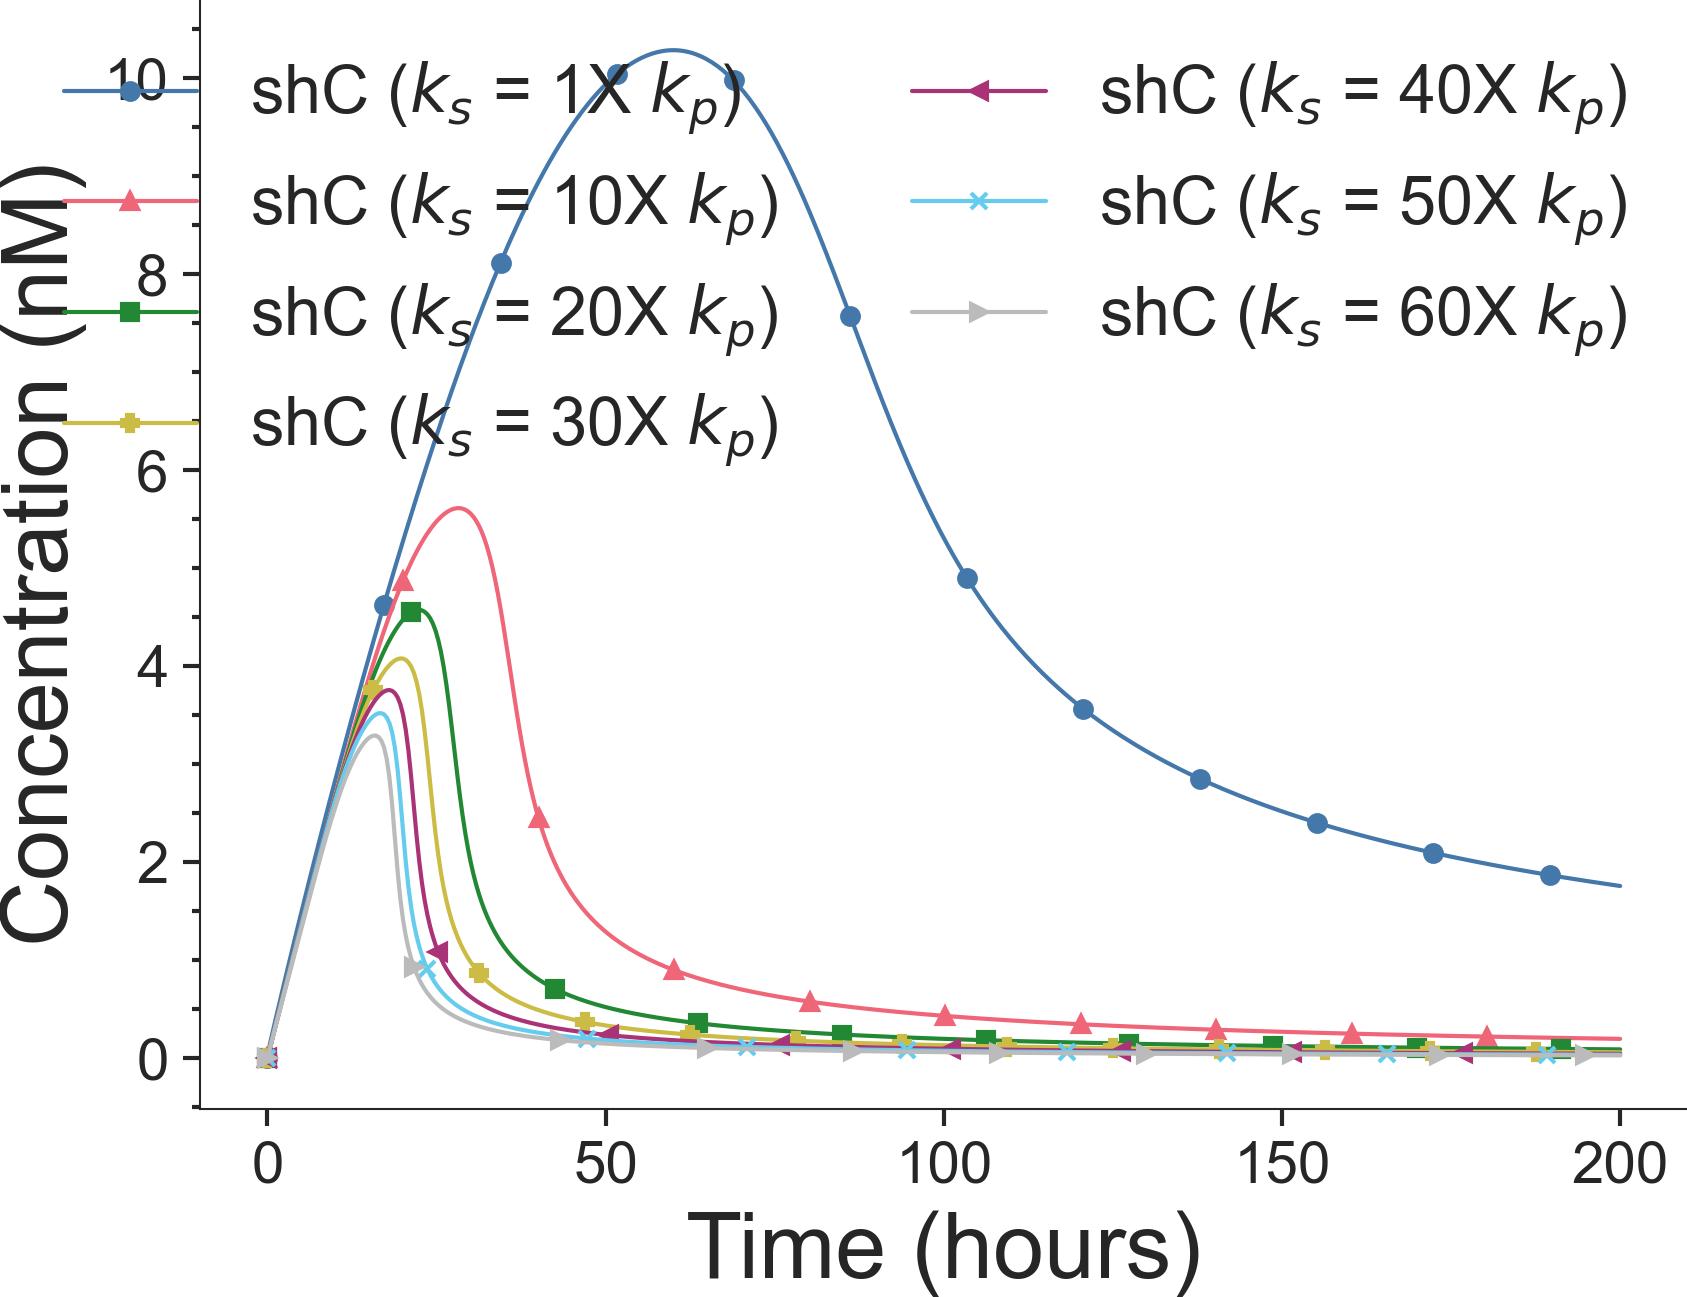 Concentration (nM)
10
8
6
4
2
0
shC (kₛ = 1X kₚ)
shC (kₛ = 10X kₚ)
shC (kₛ = 20X kₚ)
shC (kₛ = 30X kₚ)
shC (kₛ = 40X kₚ)
shC (kₛ = 50X kₚ)
shC (kₛ = 60X kₚ)
0 50 100 150 200
Time (hours)